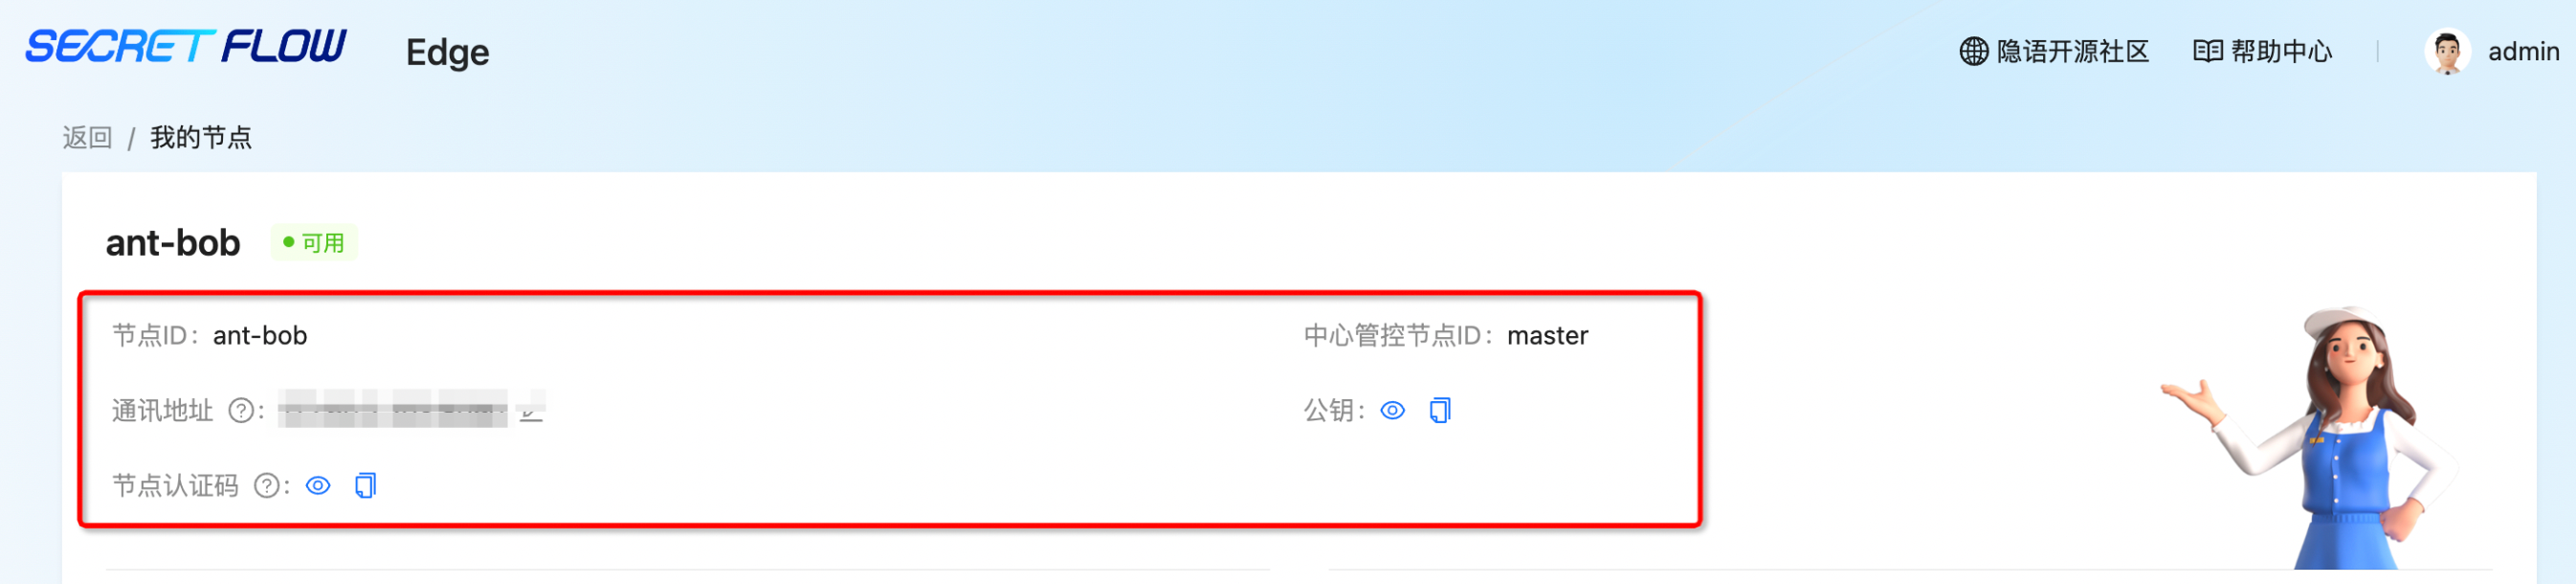 SECRET FLOW Edge 隐语开源社区 帮助中心 admin
返回 / 我的节点
ant-bob 可用
节点ID: ant-bob 中心管控节点ID: master
通讯地址 ?: 公钥:
节点认证码 ?: